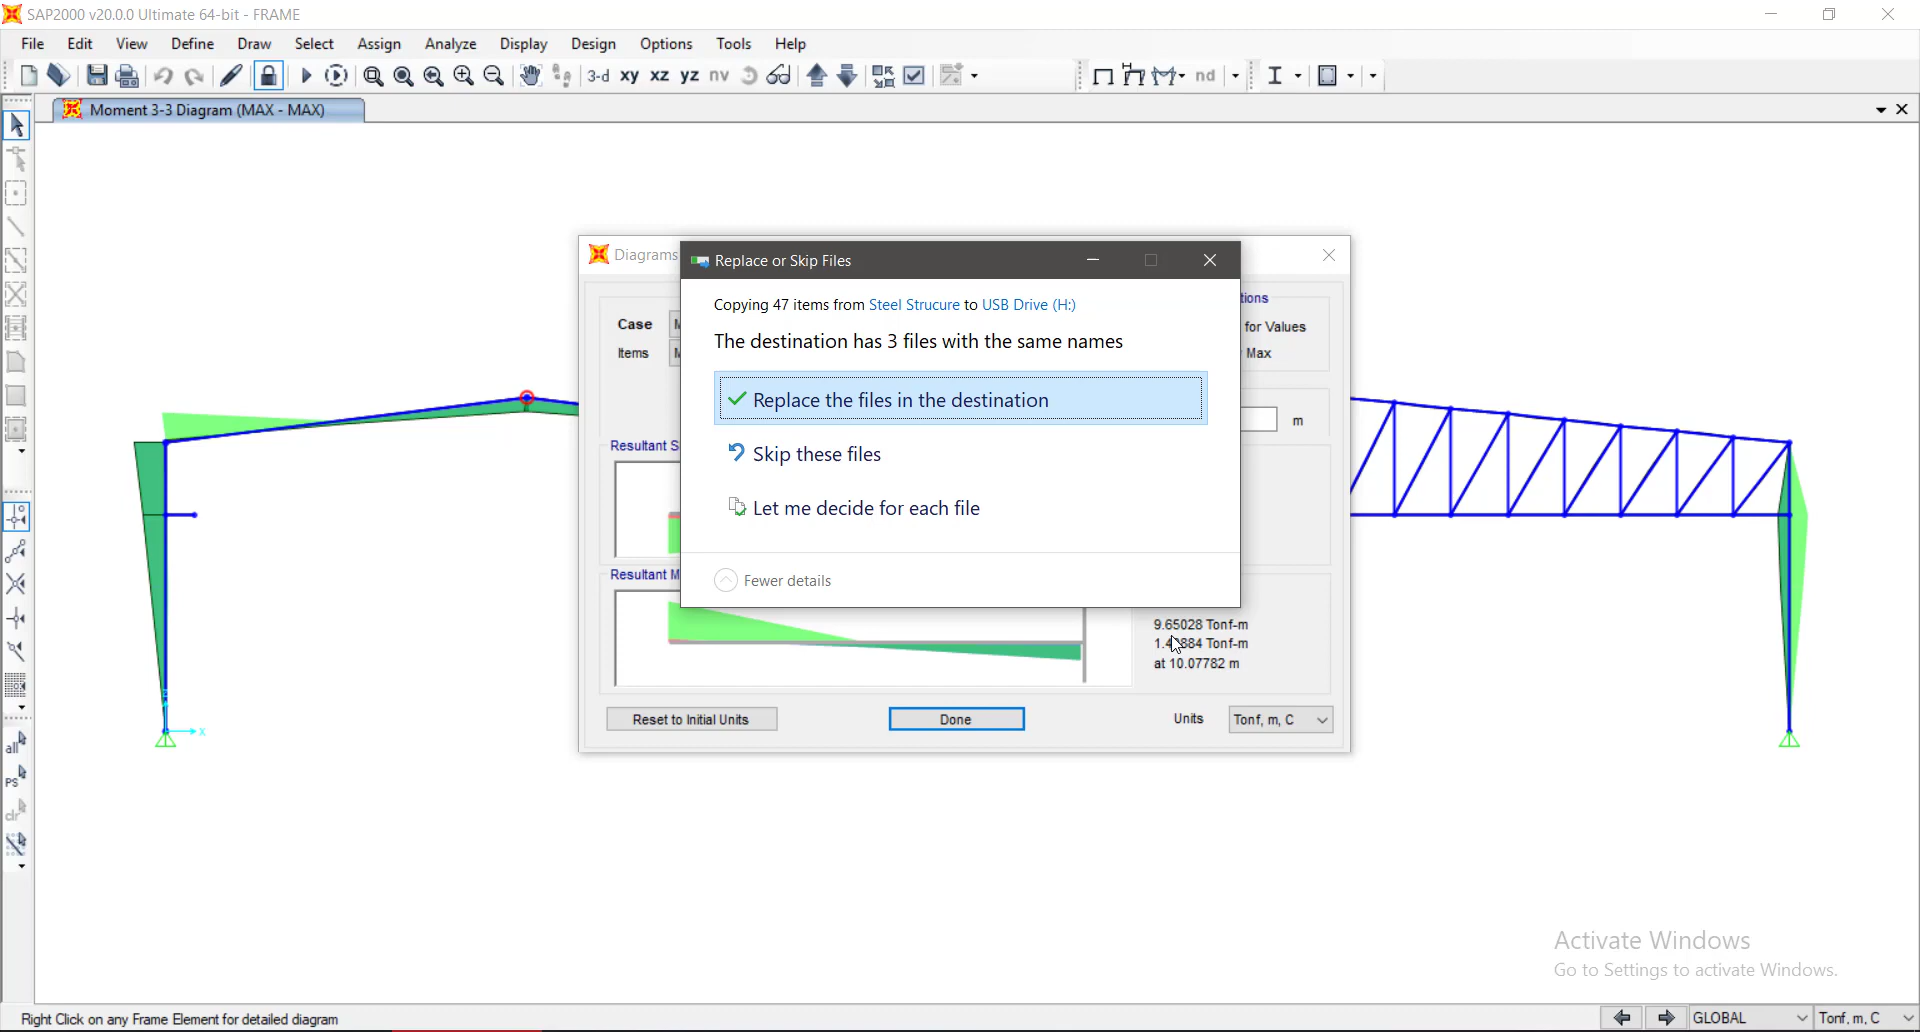 SAP2000 v20.0.0 Ultimate 64-bit - FRAME
File Edit View Define Draw Select Assign Analyze Display Design Options Tools Help
3-d xy xz yz nv nd
Moment 3-3 Diagram (MAX - MAX)
Diagrams
Replace or Skip Files
Copying 47 items from Steel Strucure to USB Drive (H:)
The destination has 3 files with the same names
Replace the files in the destination
Skip these files
Let me decide for each file
Fewer details
Case
Items
for Values
Max
m
Resultant
Resultant
9.65028 Tonf-m
Tonf-m
at 10.07782 m
Reset to Initial Units
Done
Units
Tonf, m, C
X
all
PS
clr
Activate Windows
Go to Settings to activate Windows.
Right Click on any Frame Element for detailed diagram
GLOBAL
Tonf, m, C